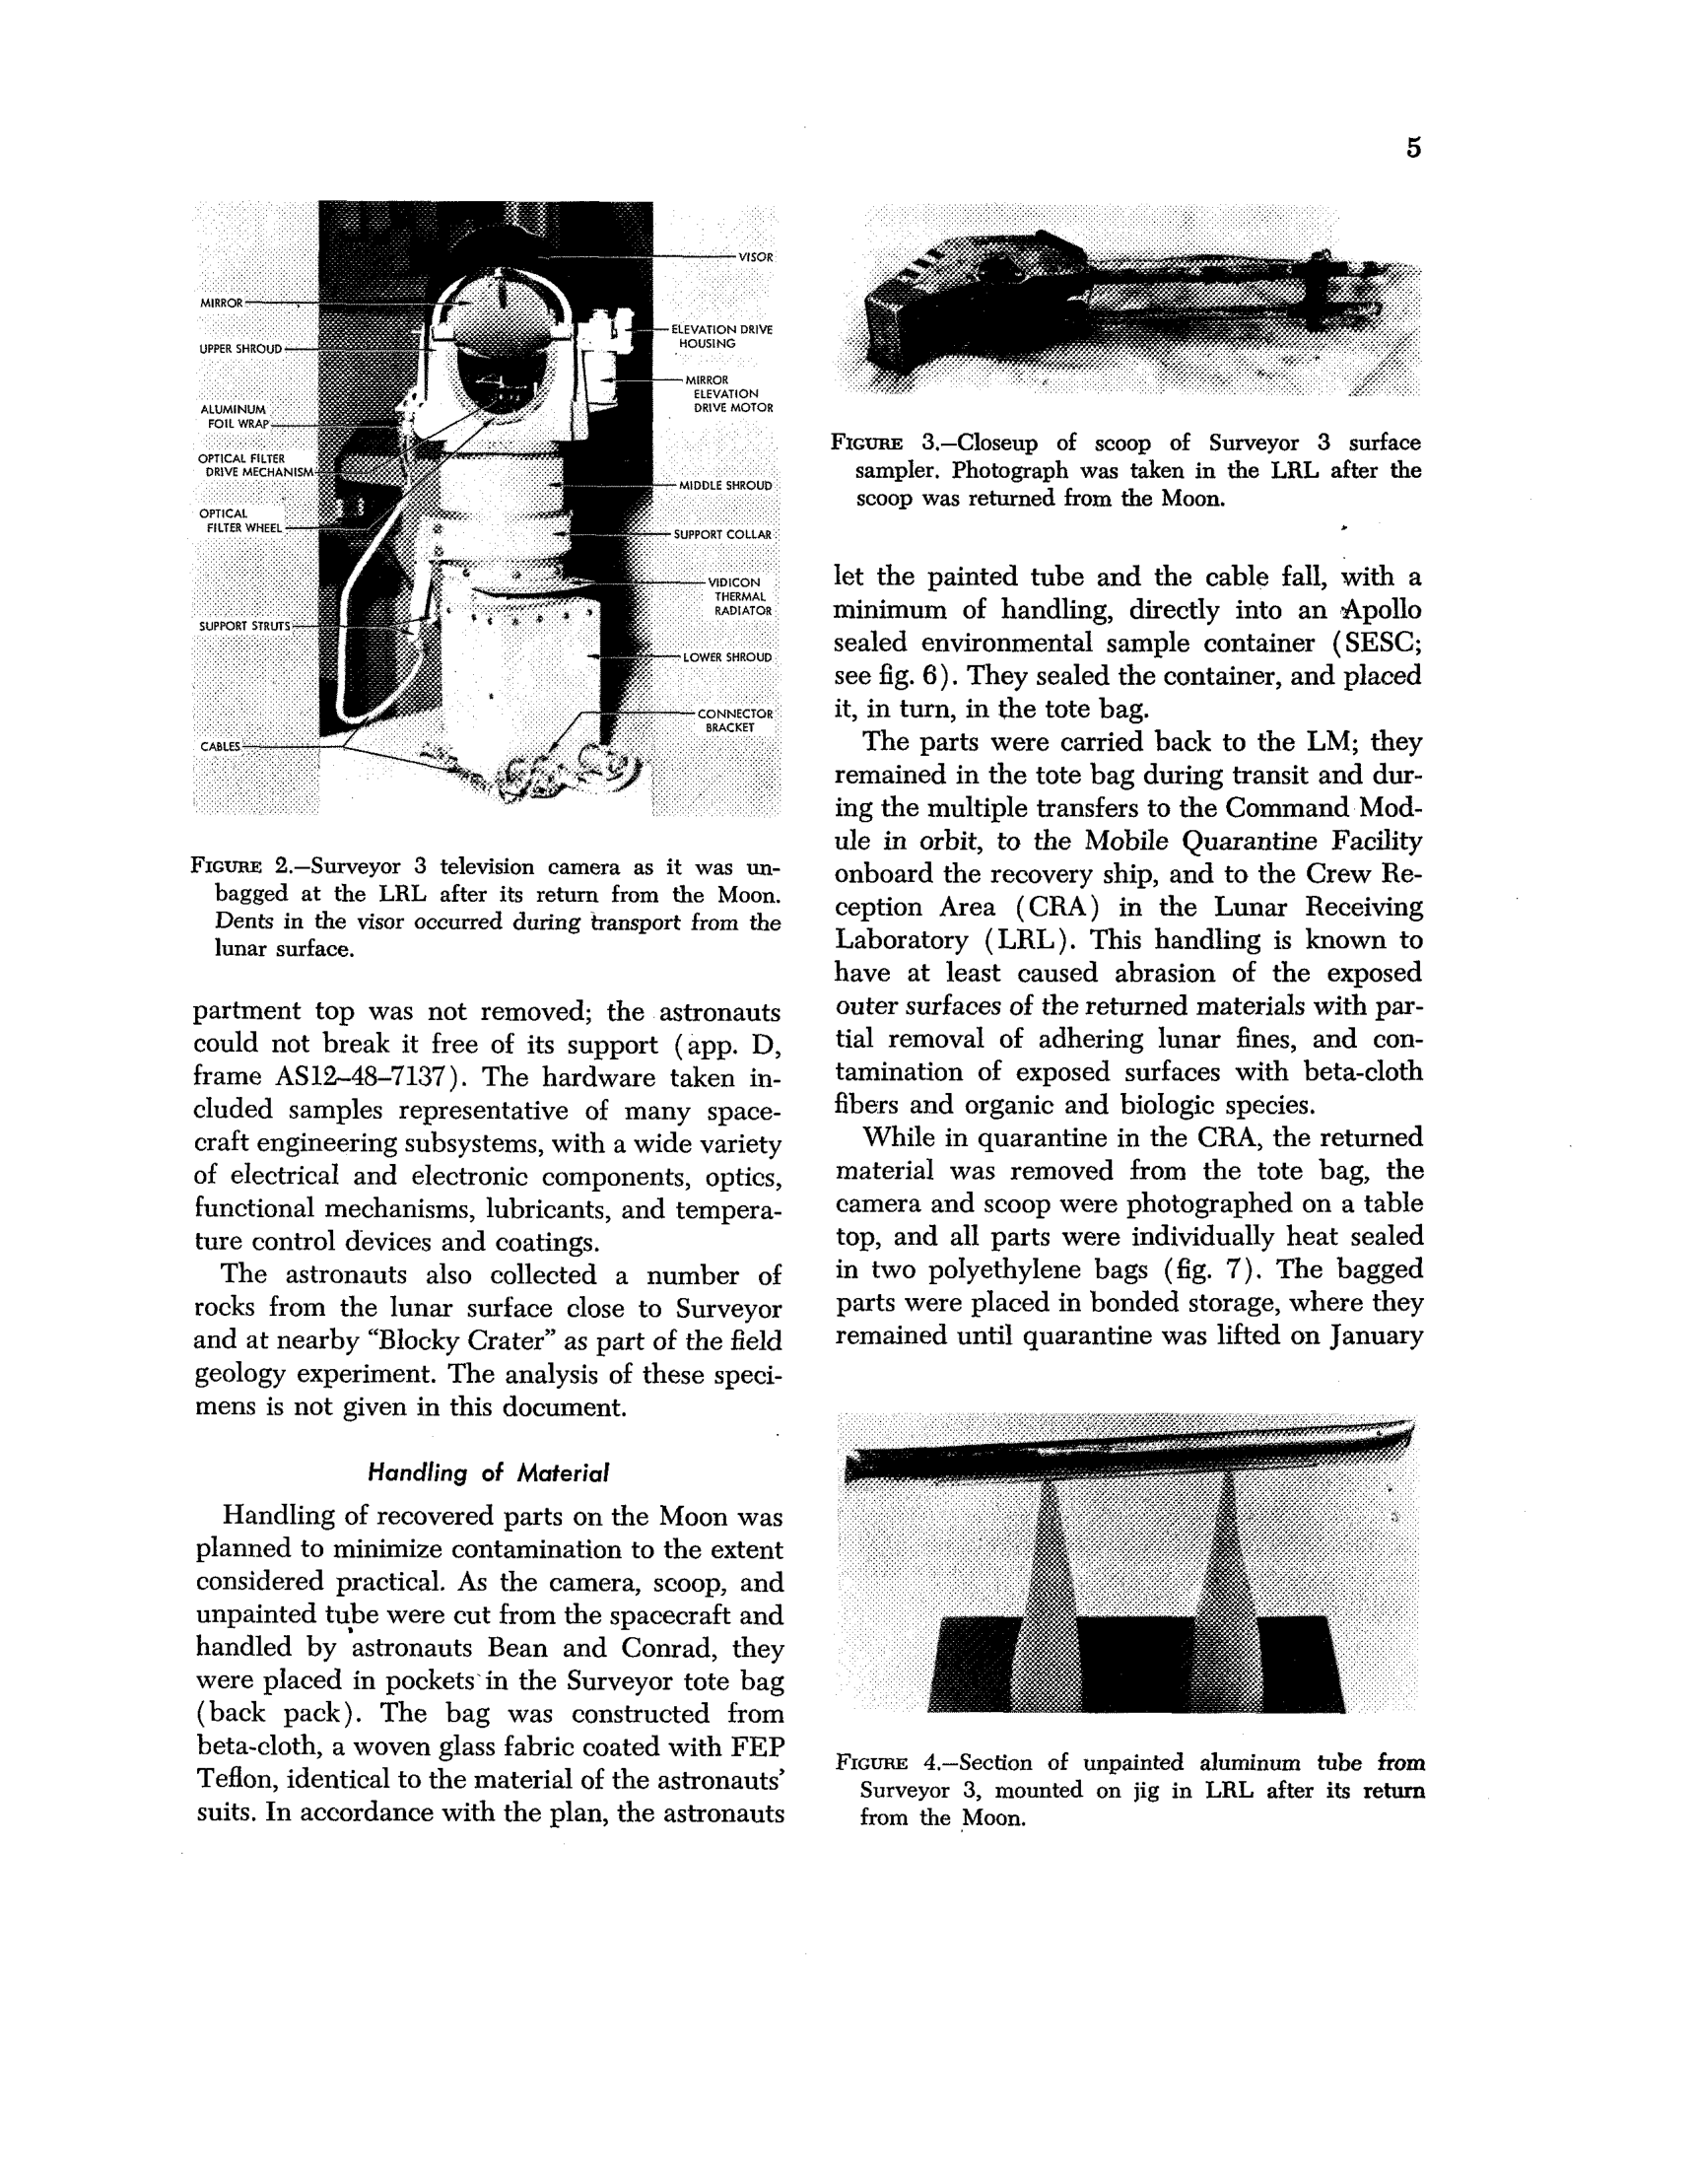 5
VISOR
MIRROR
ELEVATION DRIVE
HOUSING
UPPER SHROUD
MIRROR
ELEVATION
DRIVE MOTOR
ALUMINUM
FOIL WRAP
OPTICAL FILTER
DRIVE MECHANISM
MIDDLE SHROUD
OPTICAL
FILTER WHEEL
SUPPORT COLLAR
VIDICON
THERMAL
RADIATOR
SUPPORT STRUTS
LOWER SHROUD
CONNECTOR
BRACKET
CABLES
FIGURE 2.—Surveyor 3 television camera as it was un-
bagged at the LRL after its return from the Moon.
Dents in the visor occurred during transport from the
lunar surface.
partment top was not removed; the astronauts
could not break it free of its support (app. D,
frame AS12–48–7137). The hardware taken in-
cluded samples representative of many space-
craft engineering subsystems, with a wide variety
of electrical and electronic components, optics,
functional mechanisms, lubricants, and tempera-
ture control devices and coatings.
The astronauts also collected a number of
rocks from the lunar surface close to Surveyor
and at nearby “Blocky Crater” as part of the field
geology experiment. The analysis of these speci-
mens is not given in this document.
Handling of Material
Handling of recovered parts on the Moon was
planned to minimize contamination to the extent
considered practical. As the camera, scoop, and
unpainted tube were cut from the spacecraft and
handled by astronauts Bean and Conrad, they
were placed in pockets in the Surveyor tote bag
(back pack). The bag was constructed from
beta-cloth, a woven glass fabric coated with FEP
Teflon, identical to the material of the astronauts’
suits. In accordance with the plan, the astronauts
FIGURE 3.—Closeup of scoop of Surveyor 3 surface
sampler. Photograph was taken in the LRL after the
scoop was returned from the Moon.
let the painted tube and the cable fall, with a
minimum of handling, directly into an Apollo
sealed environmental sample container (SESC;
see fig. 6). They sealed the container, and placed
it, in turn, in the tote bag.
The parts were carried back to the LM; they
remained in the tote bag during transit and dur-
ing the multiple transfers to the Command Mod-
ule in orbit, to the Mobile Quarantine Facility
onboard the recovery ship, and to the Crew Re-
ception Area (CRA) in the Lunar Receiving
Laboratory (LRL). This handling is known to
have at least caused abrasion of the exposed
outer surfaces of the returned materials with par-
tial removal of adhering lunar fines, and con-
tamination of exposed surfaces with beta-cloth
fibers and organic and biologic species.
While in quarantine in the CRA, the returned
material was removed from the tote bag, the
camera and scoop were photographed on a table
top, and all parts were individually heat sealed
in two polyethylene bags (fig. 7). The bagged
parts were placed in bonded storage, where they
remained until quarantine was lifted on January
FIGURE 4.—Section of unpainted aluminum tube from
Surveyor 3, mounted on jig in LRL after its return
from the Moon.